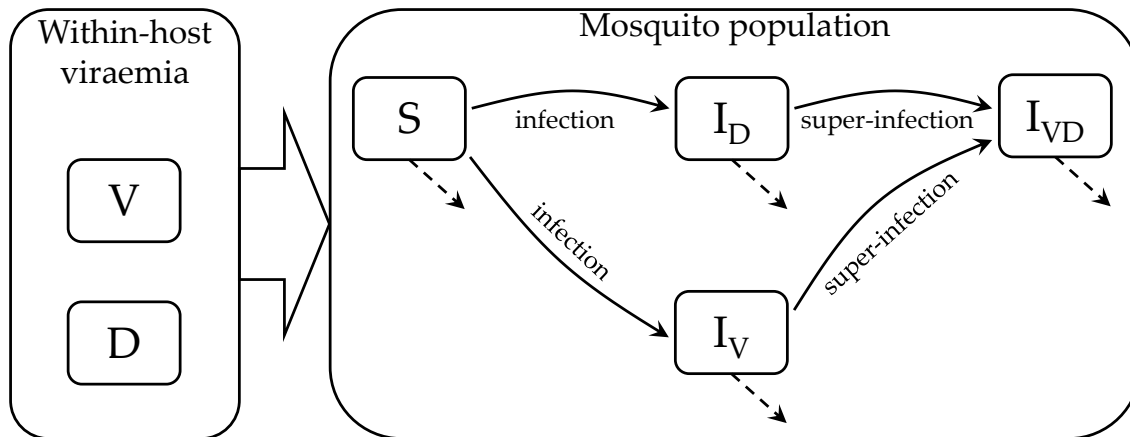 Within-host
viraemia
V
D
Mosquito population
S
infection
I_D
super-infection
I_VD
infection
super-infection
I_V